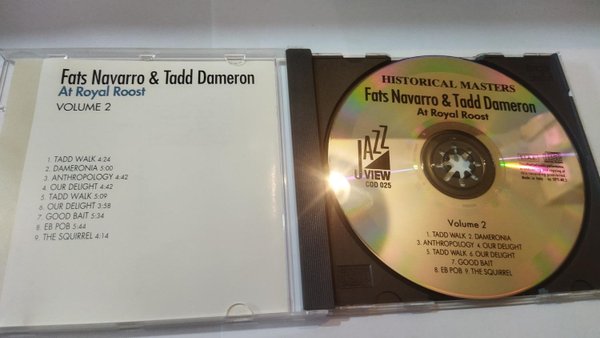 Fats Navarro & Tadd Dameron
At Royal Roost
VOLUME 2
1. TADD WALK 4:24
2. DAMERONIA 5:00
3. ANTHROPOLOGY 4:42
4. OUR DELIGHT 4:42
5. TADD WALK 5:09
6. OUR DELIGHT 3:58
7. GOOD BAIT 5:34
8. EB POB 5:44
9. THE SQUIRREL 4:14
HISTORICAL MASTERS
Fats Navarro & Tadd Dameron
At Royal Roost
JAZZ
VIEW
COD 025
Volume 2
1. TADD WALK 2. DAMERONIA
3. ANTHROPOLOGY 4. OUR DELIGHT
5. TADD WALK 6. OUR DELIGHT
7. GOOD BAIT
8. EB POB 9. THE SQUIRREL